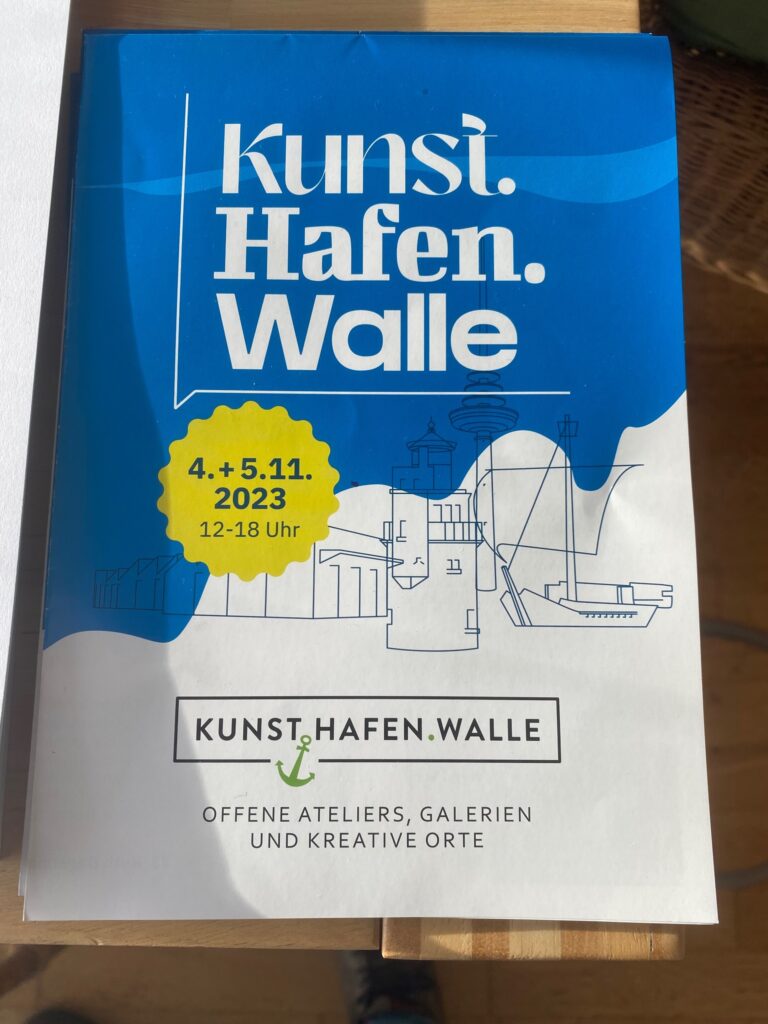 Kunst.
Hafen.
Walle
4.+5.11.
2023
12-18 Uhr
KUNST.HAFEN.WALLE
OFFENE ATELIERS, GALERIEN
UND KREATIVE ORTE